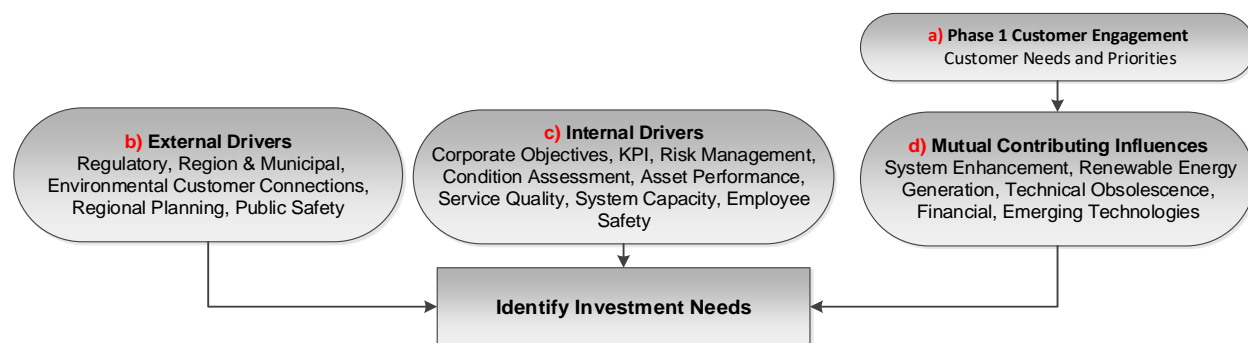 a) Phase 1 Customer Engagement
Customer Needs and Priorities
b) External Drivers
Regulatory, Region & Municipal,
Environmental Customer Connections,
Regional Planning, Public Safety
c) Internal Drivers
Corporate Objectives, KPI, Risk Management,
Condition Assessment, Asset Performance,
Service Quality, System Capacity, Employee
Safety
d) Mutual Contributing Influences
System Enhancement, Renewable Energy
Generation, Technical Obsolescence,
Financial, Emerging Technologies
Identify Investment Needs